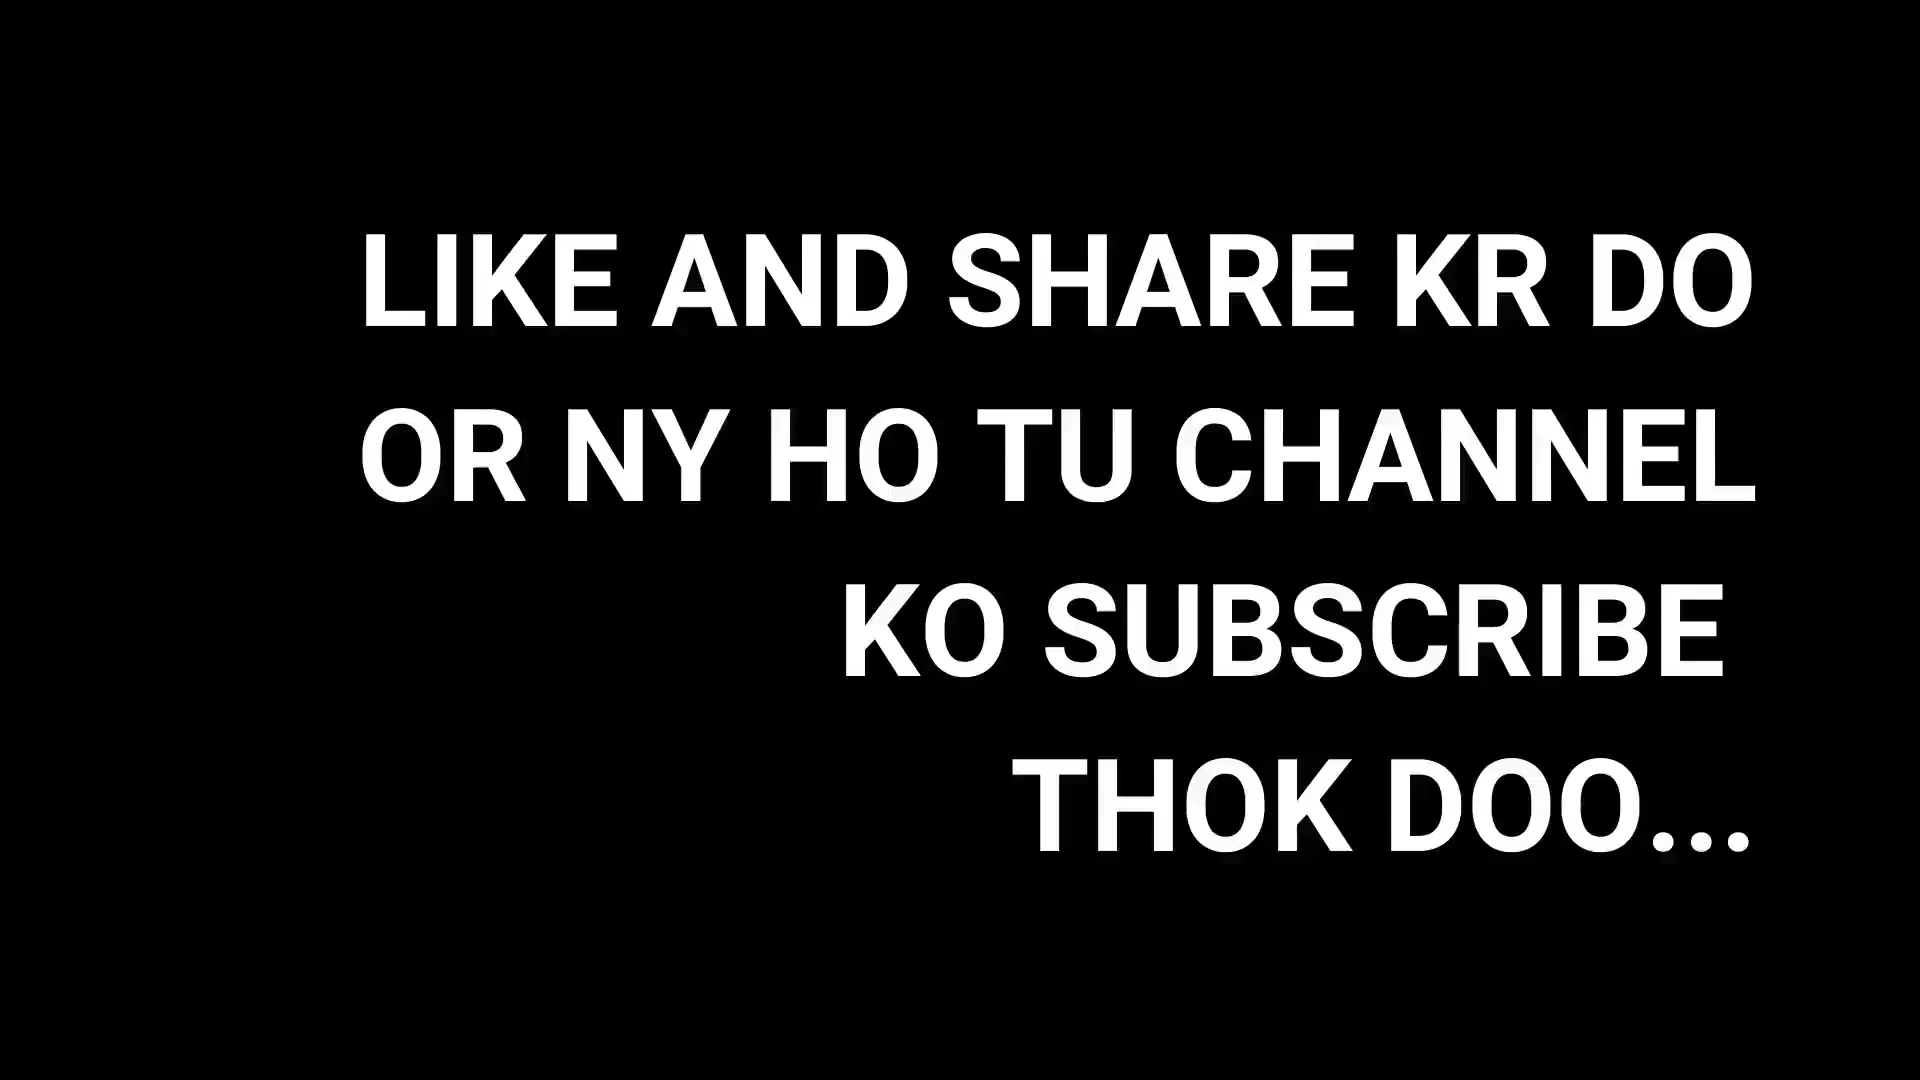 LIKE AND SHARE KR DO
OR NY HO TU CHANNEL
KO SUBSCRIBE
THOK DOO...